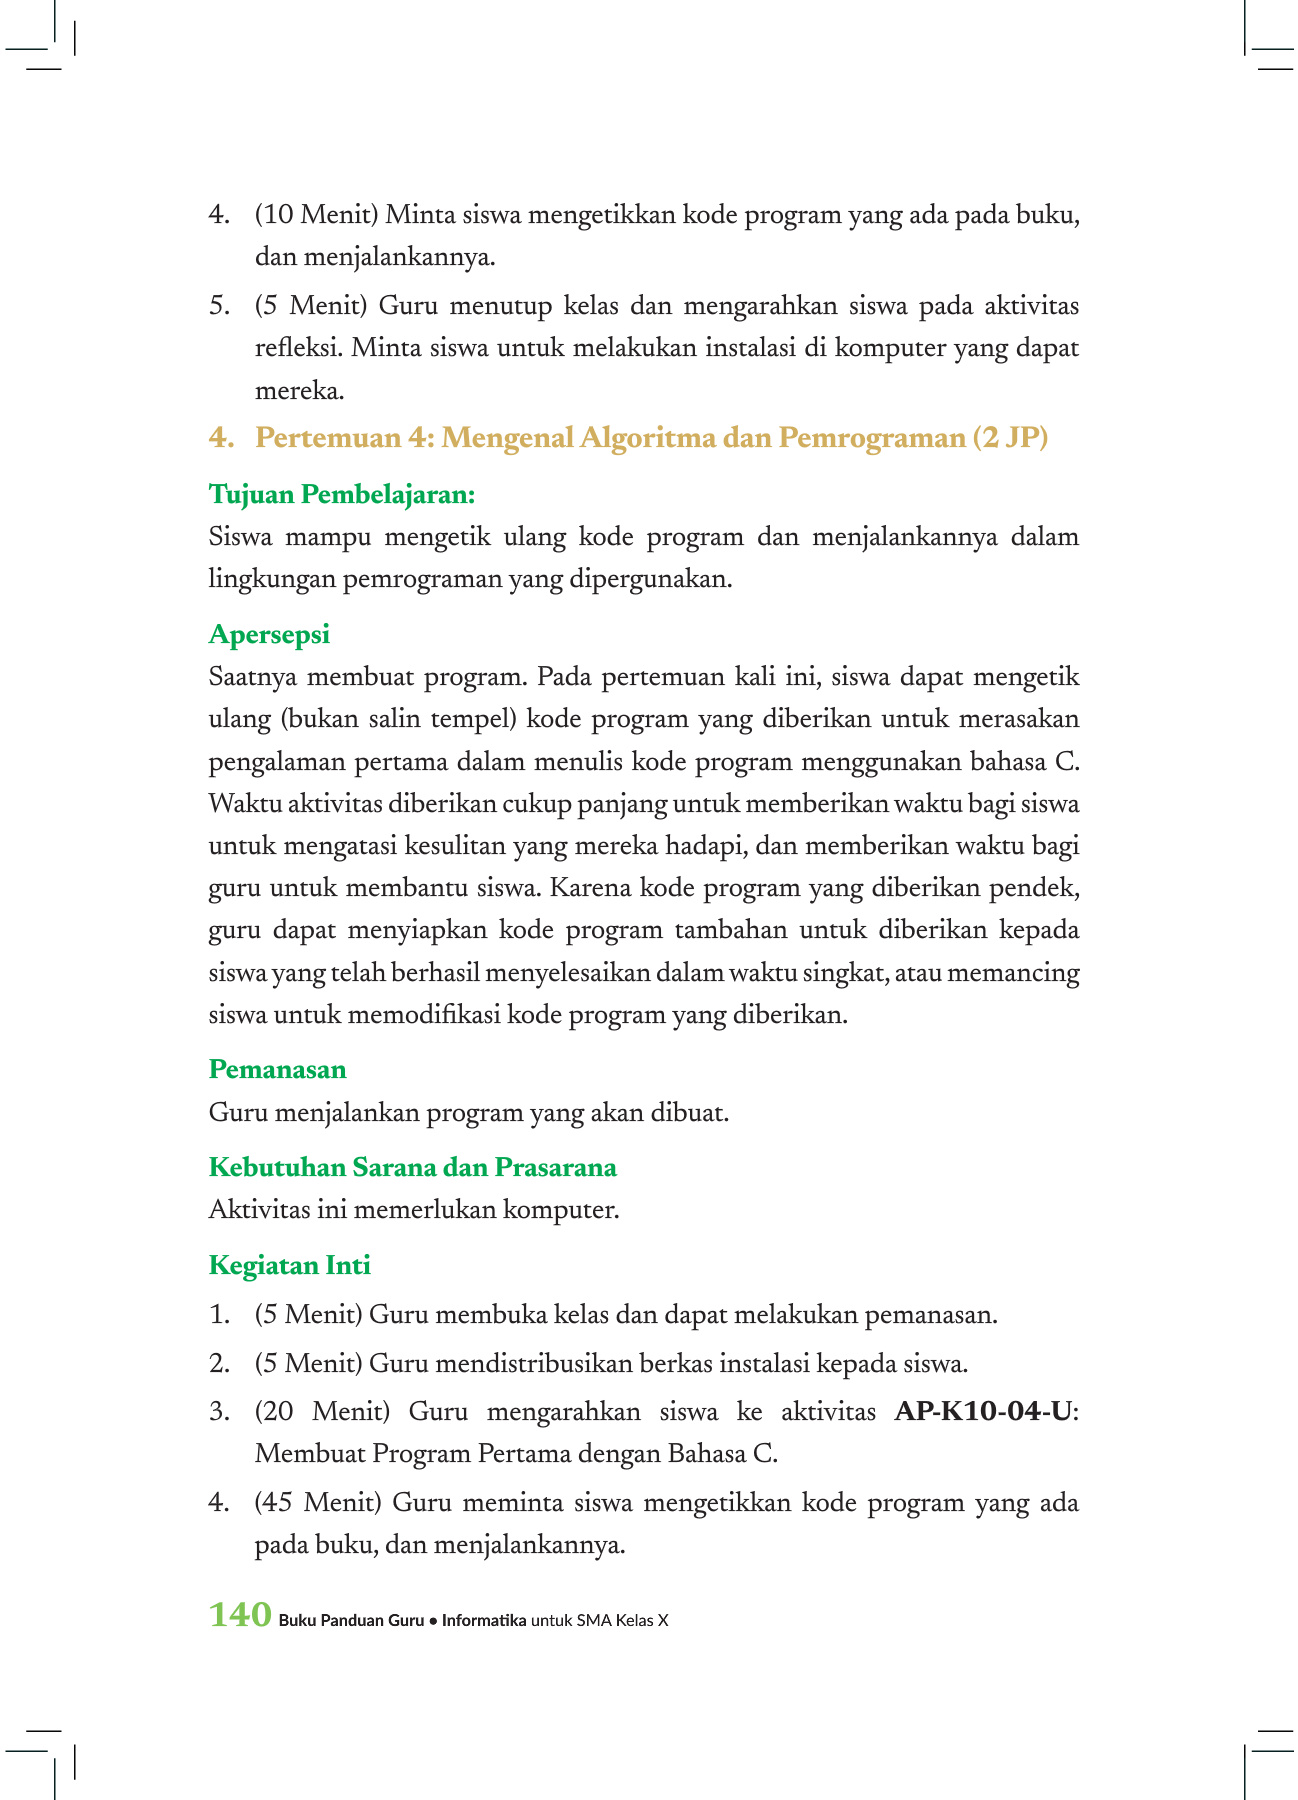 4. (10 Menit) Minta siswa mengetikkan kode program yang ada pada buku,
dan menjalankannya.
5. (5 Menit) Guru menutup kelas dan mengarahkan siswa pada aktivitas
refleksi. Minta siswa untuk melakukan instalasi di komputer yang dapat
mereka.
4. Pertemuan 4: Mengenal Algoritma dan Pemrograman (2 JP)
Tujuan Pembelajaran:
Siswa mampu mengetik ulang kode program dan menjalankannya dalam
lingkungan pemrograman yang dipergunakan.
Apersepsi
Saatnya membuat program. Pada pertemuan kali ini, siswa dapat mengetik
ulang (bukan salin tempel) kode program yang diberikan untuk merasakan
pengalaman pertama dalam menulis kode program menggunakan bahasa C.
Waktu aktivitas diberikan cukup panjang untuk memberikan waktu bagi siswa
untuk mengatasi kesulitan yang mereka hadapi, dan memberikan waktu bagi
guru untuk membantu siswa. Karena kode program yang diberikan pendek,
guru dapat menyiapkan kode program tambahan untuk diberikan kepada
siswa yang telah berhasil menyelesaikan dalam waktu singkat, atau memancing
siswa untuk memodifikasi kode program yang diberikan.
Pemanasan
Guru menjalankan program yang akan dibuat.
Kebutuhan Sarana dan Prasarana
Aktivitas ini memerlukan komputer.
Kegiatan Inti
1. (5 Menit) Guru membuka kelas dan dapat melakukan pemanasan.
2. (5 Menit) Guru mendistribusikan berkas instalasi kepada siswa.
3. (20 Menit) Guru mengarahkan siswa ke aktivitas AP-K10-04-U:
Membuat Program Pertama dengan Bahasa C.
4. (45 Menit) Guru meminta siswa mengetikkan kode program yang ada
pada buku, dan menjalankannya.
140 Buku Panduan Guru • Informatika untuk SMA Kelas X